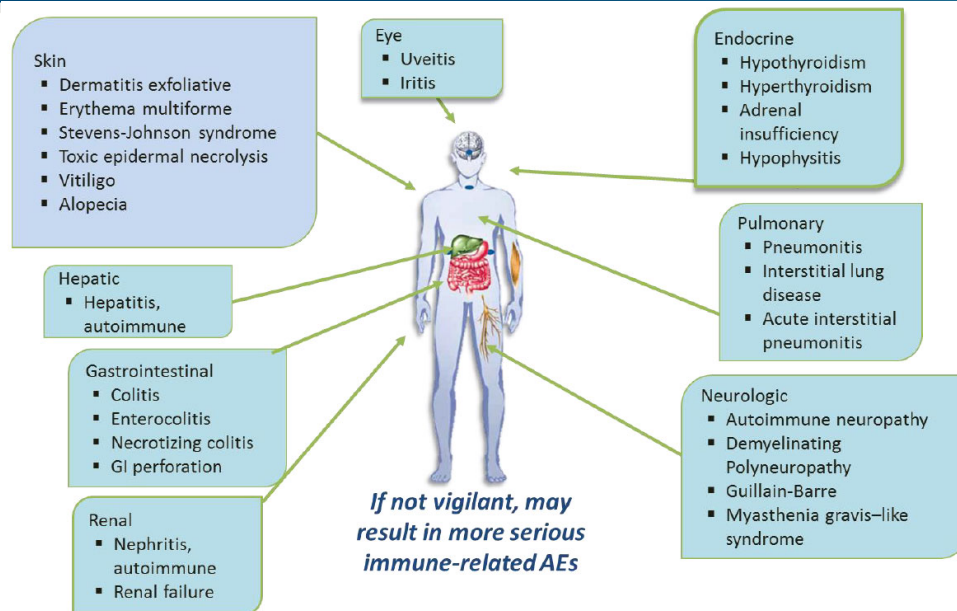 Skin
▪ Dermatitis exfoliative
▪ Erythema multiforme
▪ Stevens-Johnson syndrome
▪ Toxic epidermal necrolysis
▪ Vitiligo
▪ Alopecia
Eye
▪ Uveitis
▪ Iritis
Endocrine
▪ Hypothyroidism
▪ Hyperthyroidism
▪ Adrenal
insufficiency
▪ Hypophysitis
Hepatic
▪ Hepatitis,
autoimmune
Pulmonary
▪ Pneumonitis
▪ Interstitial lung
disease
▪ Acute interstitial
pneumonitis
Gastrointestinal
▪ Colitis
▪ Enterocolitis
▪ Necrotizing colitis
▪ GI perforation
Neurologic
▪ Autoimmune neuropathy
▪ Demyelinating
Polyneuropathy
▪ Guillain-Barre
▪ Myasthenia gravis–like
syndrome
Renal
▪ Nephritis,
autoimmune
▪ Renal failure
If not vigilant, may
result in more serious
immune-related AEs